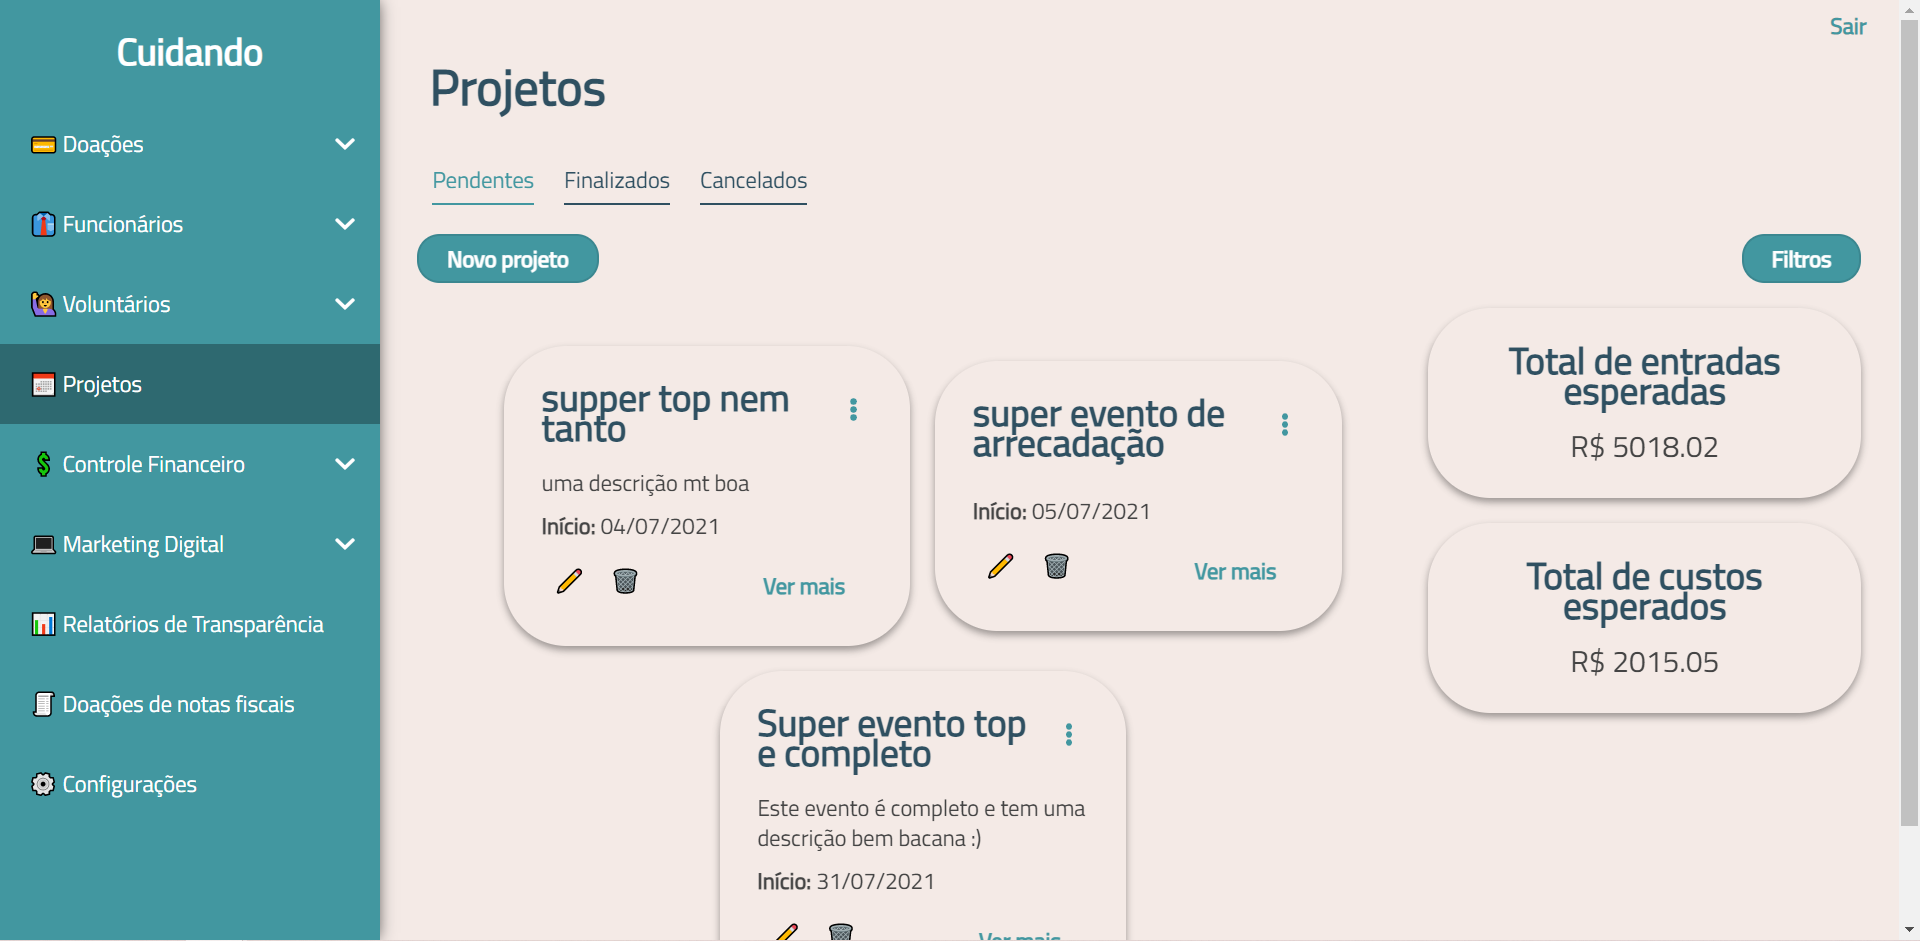 Cuidando
Doações
Funcionários
Voluntários
Projetos
Controle Financeiro
Marketing Digital
Relatórios de Transparência
Doações de notas fiscais
Configurações
Sair
Projetos
Pendentes Finalizados Cancelados
Novo projeto
Filtros
supper top nem
tanto
uma descrição mt boa
Início: 04/07/2021
Ver mais
super evento de
arrecadação
Início: 05/07/2021
Ver mais
Super evento top
e completo
Este evento é completo e tem uma
descrição bem bacana :)
Início: 31/07/2021
Ver mais
Total de entradas
esperadas
R$ 5018.02
Total de custos
esperados
R$ 2015.05